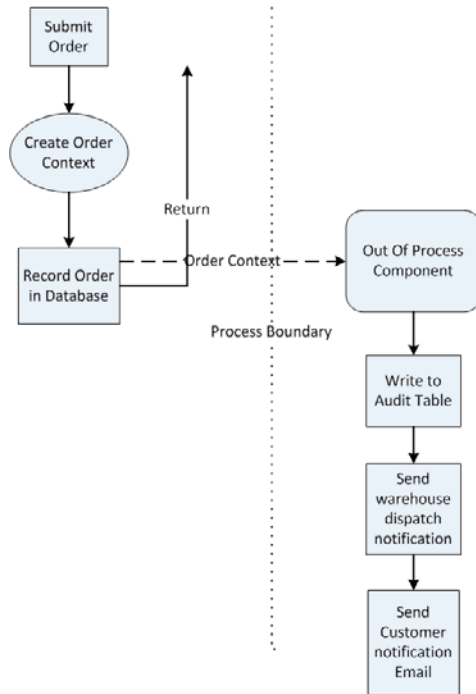 Submit
Order
Create Order
Context
Return
Record Order
in Database
Order Context
Out Of Process
Component
Process Boundary
Write to
Audit Table
Send
warehouse
dispatch
notification
Send
Customer
notification
Email